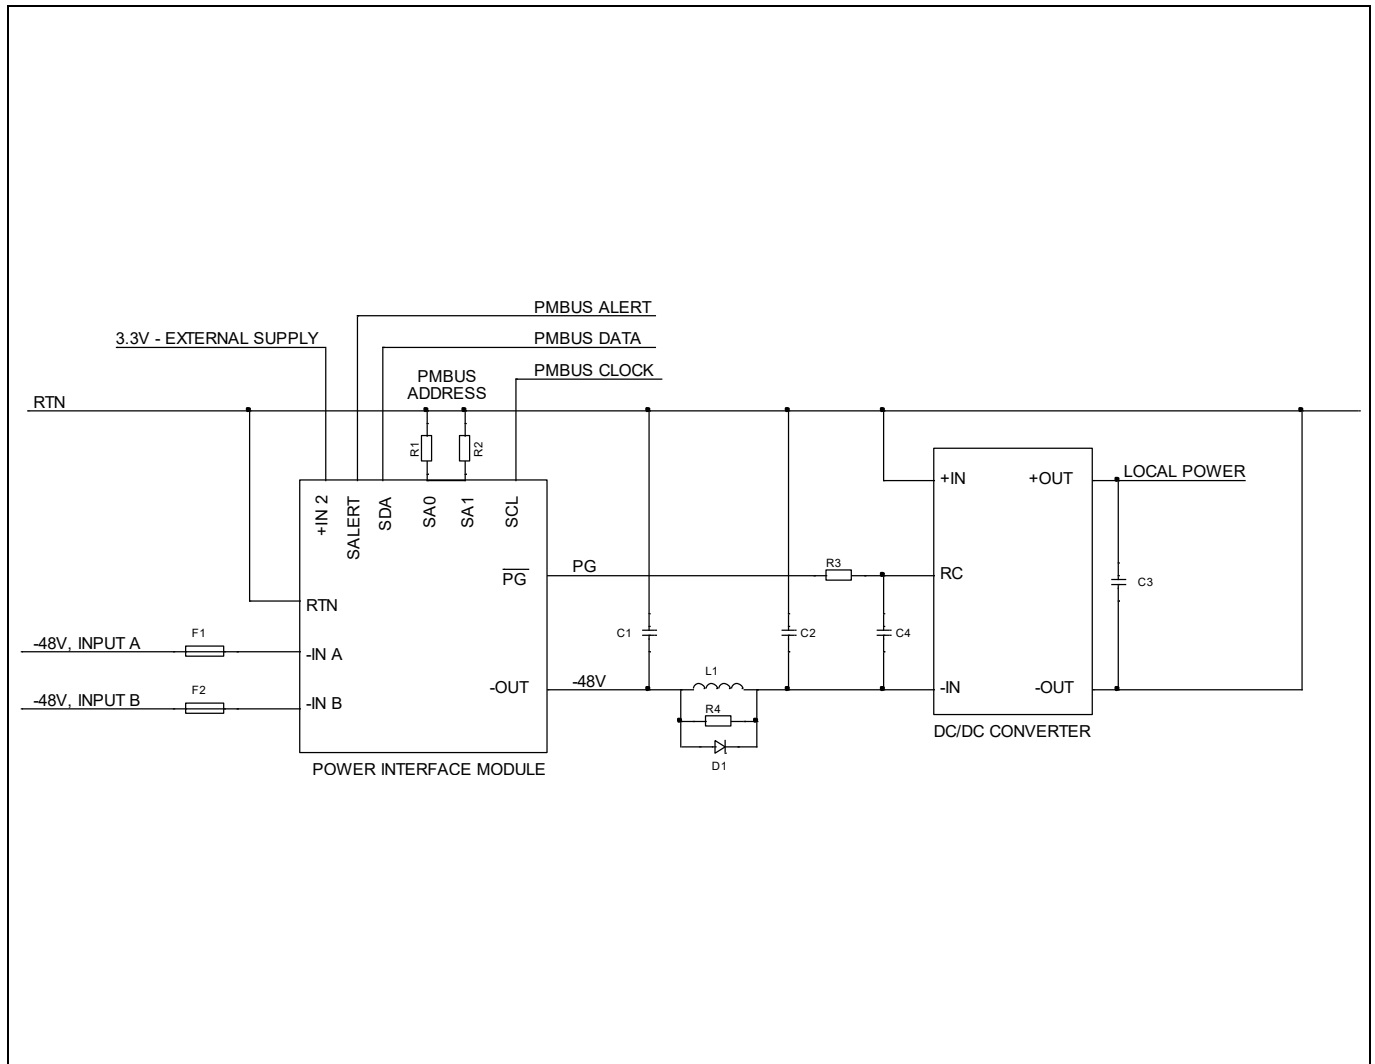 PMBUS ALERT
3.3V - EXTERNAL SUPPLY
PMBUS DATA
PMBUS CLOCK
PMBUS
ADDRESS
RTN
R1
R2
+IN 2
SALERT
SDA
SA0
SA1
SCL
PG
PG
RTN
-48V, INPUT A
F1
-IN A
-48V, INPUT B
F2
-IN B
-OUT
-48V
POWER INTERFACE MODULE
C1
L1
R4
D1
C2
R3
C4
+IN
+OUT
LOCAL POWER
RC
C3
-IN
-OUT
DC/DC CONVERTER